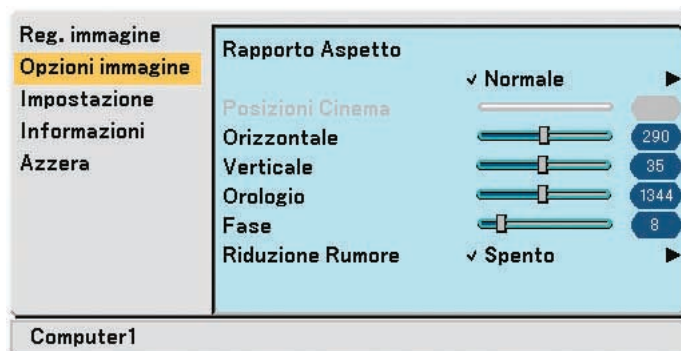 Reg. immagine
Opzioni immagine
Impostazione
Informazioni
Azzera
Rapporto Aspetto
✓ Normale
Posizioni Cinema
Orizzontale 290
Verticale 35
Orologio 1344
Fase 8
Riduzione Rumore ✓ Spento
Computer1